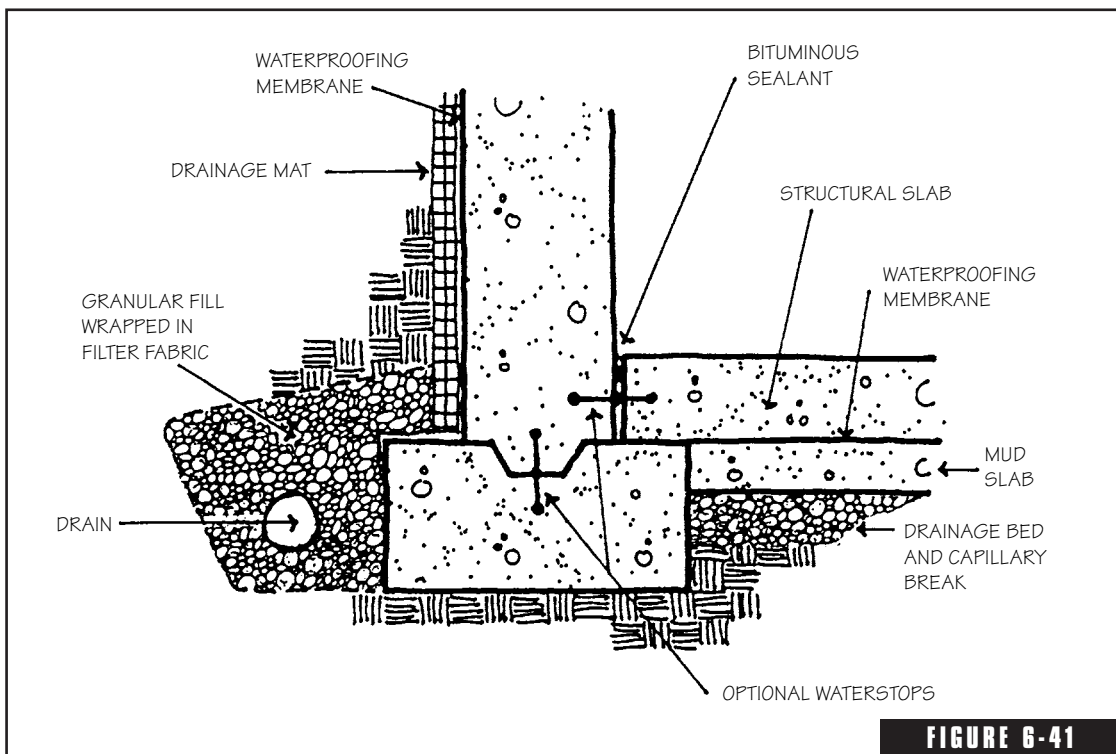 WATERPROOFING
MEMBRANE
BITUMINOUS
SEALANT
DRAINAGE MAT
STRUCTURAL SLAB
WATERPROOFING
MEMBRANE
GRANULAR FILL
WRAPPED IN
FILTER FABRIC
MUD
SLAB
DRAIN
DRAINAGE BED
AND CAPILLARY
BREAK
OPTIONAL WATERSTOPS
FIGURE 6-41